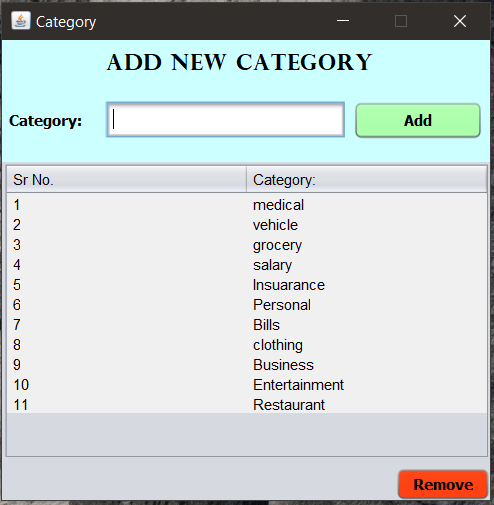 Category
ADD NEW CATEGORY
Category: Add
Sr No. Category:
1 medical
2 vehicle
3 grocery
4 salary
5 Insuarance
6 Personal
7 Bills
8 clothing
9 Business
10 Entertainment
11 Restaurant
Remove